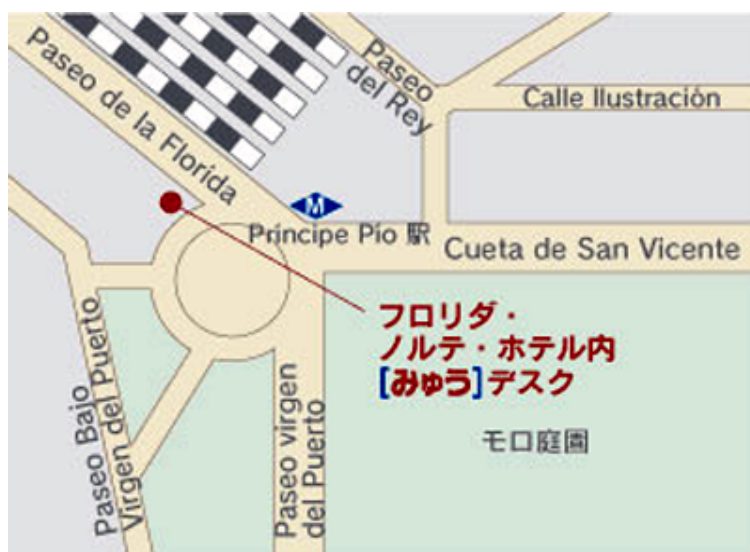 Paseo de la Florida
Paseo
del Rey
Calle Ilustración
M
Príncipe Pío 駅
Cueta de San Vicente
フロリダ・
ノルテ・ホテル内
[みゅう]デスク
モロ庭園
Paseo Bajo
Virgen del Puerto
Paseo virgen
del Puerto